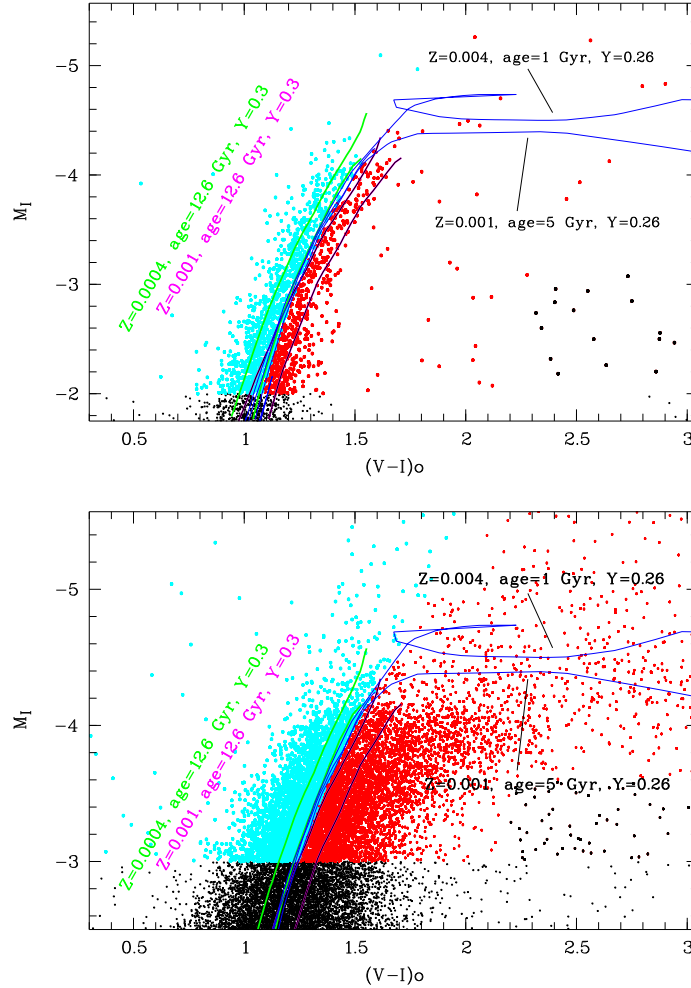 -5
-4
-3
-2
M_I
0.5
1
1.5
2
2.5
3
(V-I)o
Z=0.004, age=1 Gyr, Y=0.26
Z=0.001, age=5 Gyr, Y=0.26
Z=0.0004, age=12.6 Gyr, Y=0.3
Z=0.001, age=12.6 Gyr, Y=0.3
-5
-4
-3
M_I
0.5
1
1.5
2
2.5
3
(V-I)o
Z=0.004, age=1 Gyr, Y=0.26
Z=0.001, age=5 Gyr, Y=0.26
Z=0.0004, age=12.6 Gyr, Y=0.3
Z=0.001, age=12.6 Gyr, Y=0.3